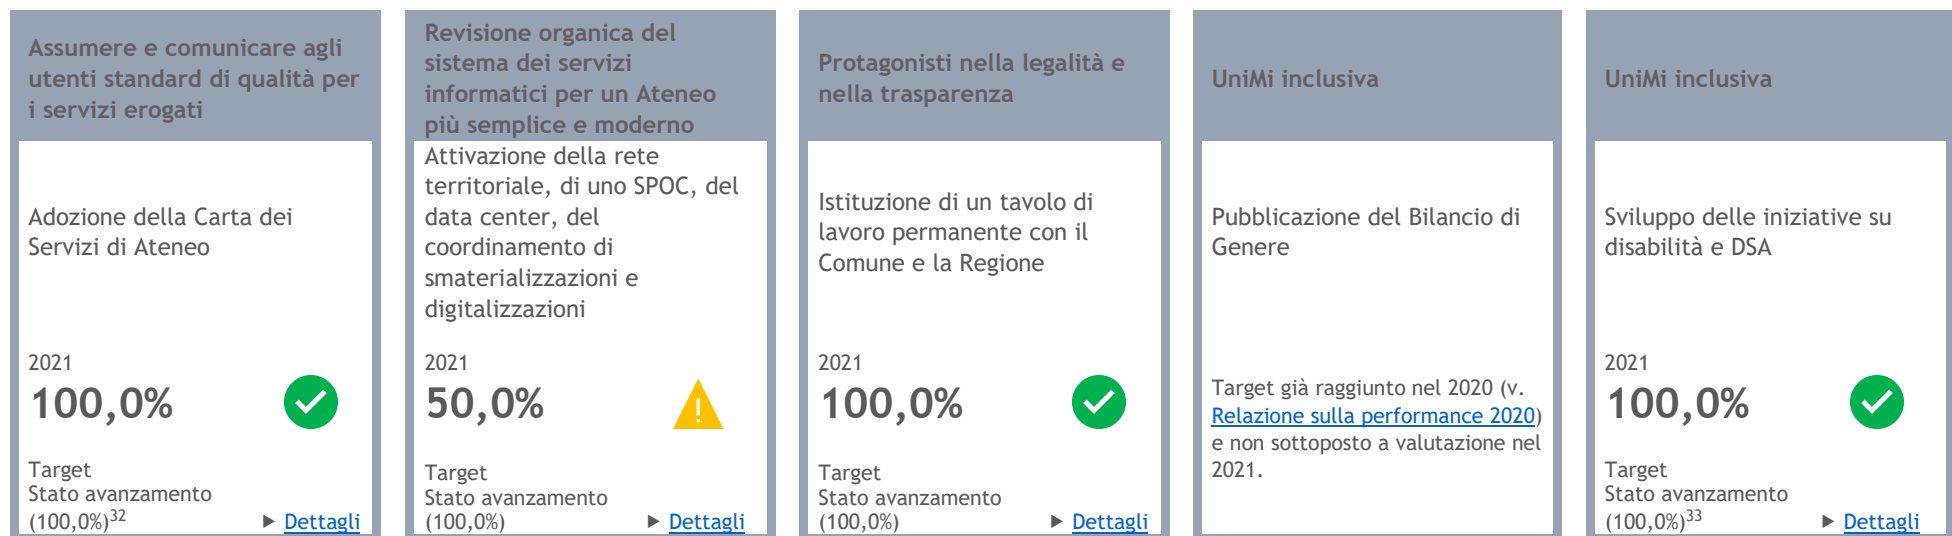 Assumere e comunicare agli
utenti standard di qualità per
i servizi erogati
Adozione della Carta dei
Servizi di Ateneo
2021
100,0%
Target
Stato avanzamento
(100,0%)³²
► Dettagli
Revisione organica del
sistema dei servizi
informatici per un Ateneo
più semplice e moderno
Attivazione della rete
territoriale, di uno SPOC, del
data center, del
coordinamento di
smaterializzazioni e
digitalizzazioni
2021
50,0%
Target
Stato avanzamento
(100,0%)
► Dettagli
Protagonisti nella legalità e
nella trasparenza
Istituzione di un tavolo di
lavoro permanente con il
Comune e la Regione
2021
100,0%
Target
Stato avanzamento
(100,0%)
► Dettagli
UniMi inclusiva
Pubblicazione del Bilancio di
Genere
Target già raggiunto nel 2020 (v.
Relazione sulla performance 2020)
e non sottoposto a valutazione nel
2021.
UniMi inclusiva
Sviluppo delle iniziative su
disabilità e DSA
2021
100,0%
Target
Stato avanzamento
(100,0%)³³
► Dettagli